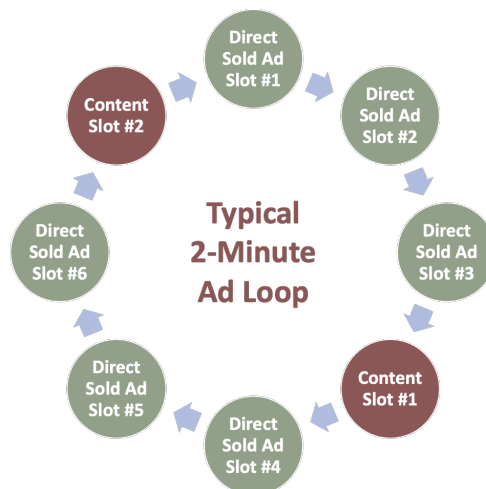 Direct
Sold Ad
Slot #1
Direct
Sold Ad
Slot #2
Direct
Sold Ad
Slot #3
Content
Slot #1
Direct
Sold Ad
Slot #4
Direct
Sold Ad
Slot #5
Direct
Sold Ad
Slot #6
Content
Slot #2
Typical
2-Minute
Ad Loop